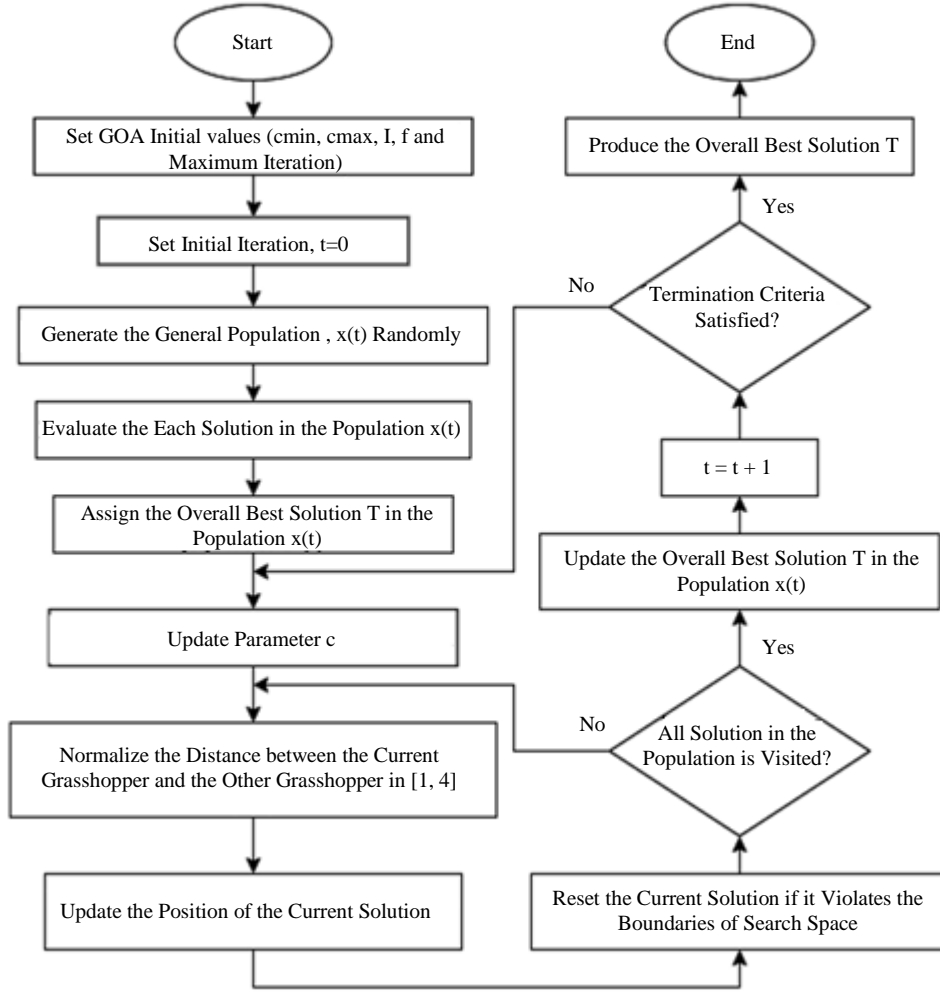 Start
Set GOA Initial values (cmin, cmax, I, f and
Maximum Iteration)
Set Initial Iteration, t=0
Generate the General Population , x(t) Randomly
Evaluate the Each Solution in the Population x(t)
Assign the Overall Best Solution T in the
Population x(t)
Update Parameter c
Normalize the Distance between the Current
Grasshopper and the Other Grasshopper in [1, 4]
Update the Position of the Current Solution
Reset the Current Solution if it Violates the
Boundaries of Search Space
All Solution in the
Population is Visited?
No
Yes
Update the Overall Best Solution T in the
Population x(t)
t = t + 1
Termination Criteria
Satisfied?
No
Yes
Produce the Overall Best Solution T
End